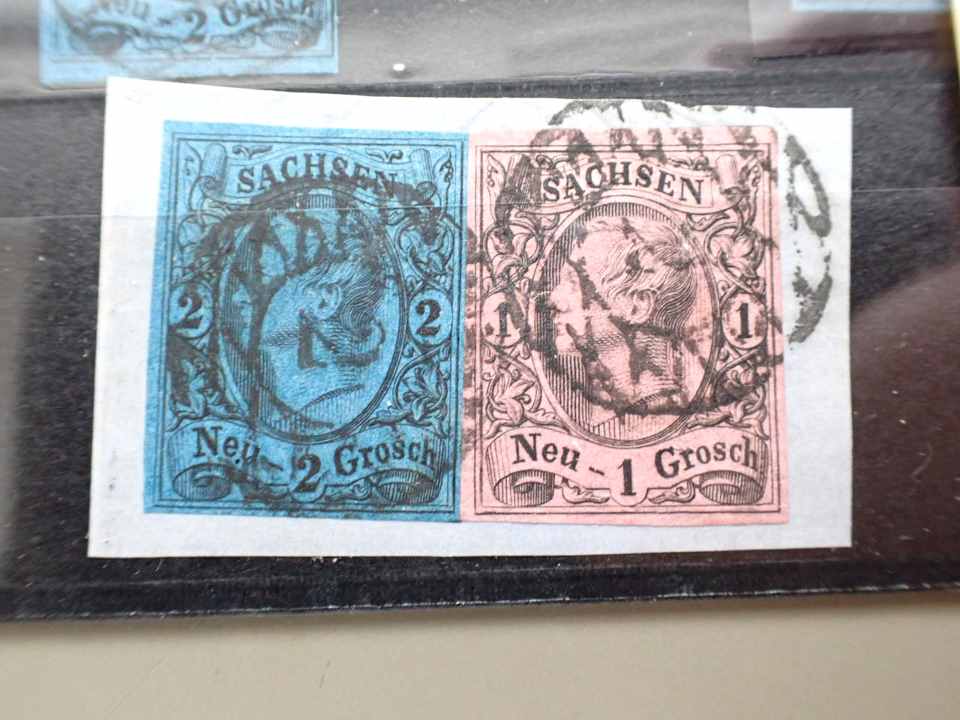 Neu - 2 Grosch
SACHSEN
2 2
Neu - 2 Grosch
SACHSEN
1 1
Neu - 1 Grosch